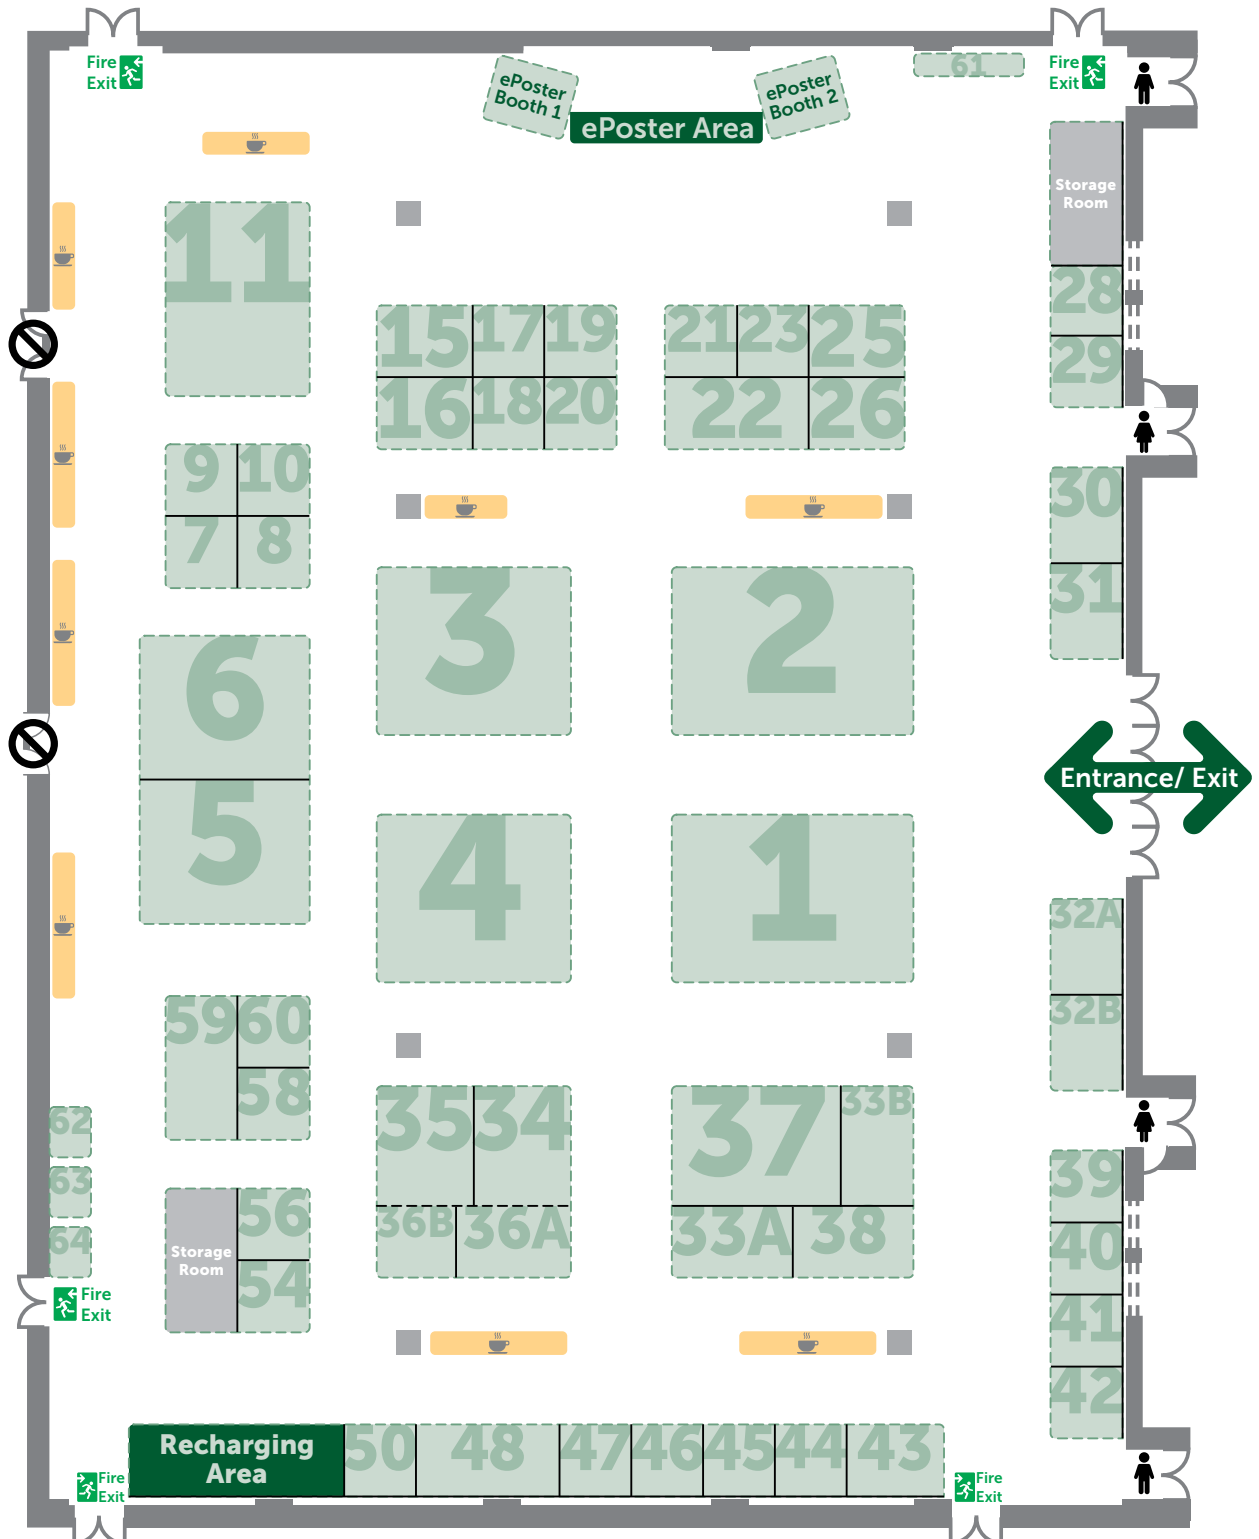 Fire
Exit
ePoster
Booth 1
ePoster Area
ePoster
Booth 2
61
Fire
Exit
Storage
Room
11
28
29
15
17
19
21
23
25
16
18
20
22
26
9
10
7
8
30
31
3
2
6
5
4
1
Entrance/ Exit
32A
32B
59
60
58
35
34
37
33B
36B
36A
33A
38
62
63
64
56
54
Storage
Room
39
40
41
42
Fire
Exit
Recharging
Area
50
48
47
46
45
44
43
Fire
Exit
Fire
Exit